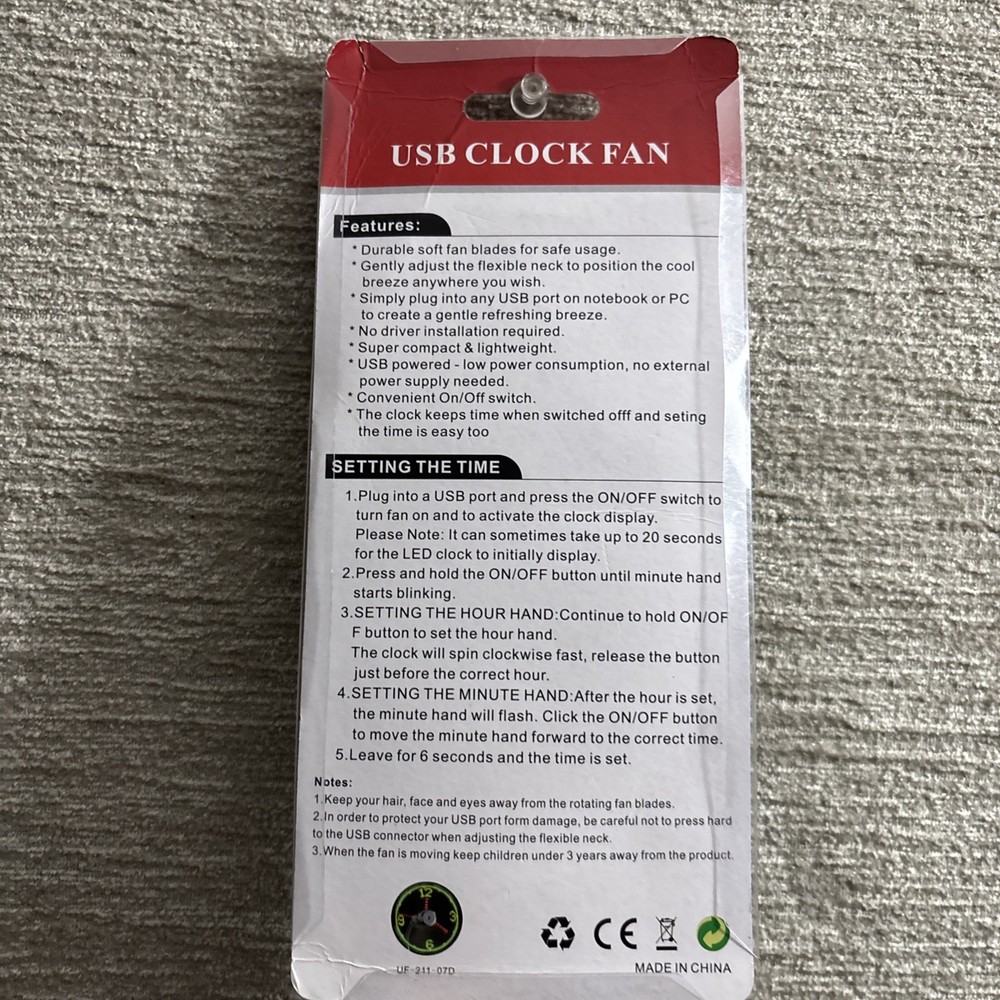 USB CLOCK FAN
Features:
* Durable soft fan blades for safe usage.
* Gently adjust the flexible neck to position the cool
breeze anywhere you wish.
* Simply plug into any USB port on notebook or PC
to create a gentle refreshing breeze.
* No driver installation required.
* Super compact & lightweight.
* USB powered - low power consumption, no external
power supply needed.
* Convenient On/Off switch.
* The clock keeps time when switched offf and seting
the time is easy too
SETTING THE TIME
1.Plug into a USB port and press the ON/OFF switch to
turn fan on and to activate the clock display.
Please Note: It can sometimes take up to 20 seconds
for the LED clock to initially display.
2.Press and hold the ON/OFF button until minute hand
starts blinking.
3.SETTING THE HOUR HAND:Continue to hold ON/OF
F button to set the hour hand.
The clock will spin clockwise fast, release the button
just before the correct hour.
4.SETTING THE MINUTE HAND:After the hour is set,
the minute hand will flash. Click the ON/OFF button
to move the minute hand forward to the correct time.
5.Leave for 6 seconds and the time is set.
Notes:
1.Keep your hair, face and eyes away from the rotating fan blades.
2.In order to protect your USB port form damage, be careful not to press hard
to the USB connector when adjusting the flexible neck.
3.When the fan is moving keep children under 3 years away from the product.
12
9 3
6
CE
UF-211-07D
MADE IN CHINA